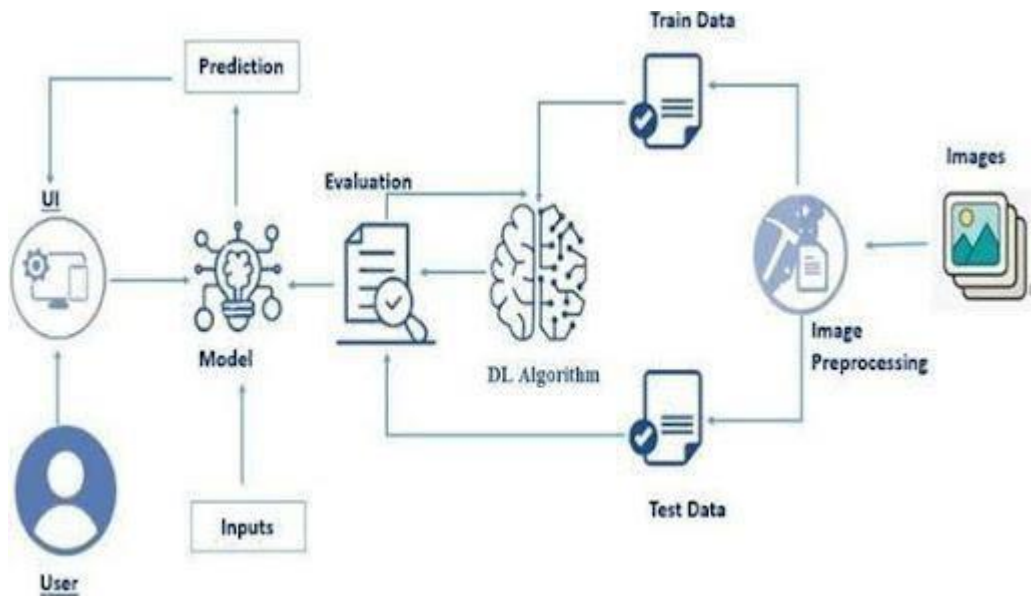 Train Data
Prediction
Images
Evaluation
UI
Image
Preprocessing
Model
DL Algorithm
Test Data
Inputs
User